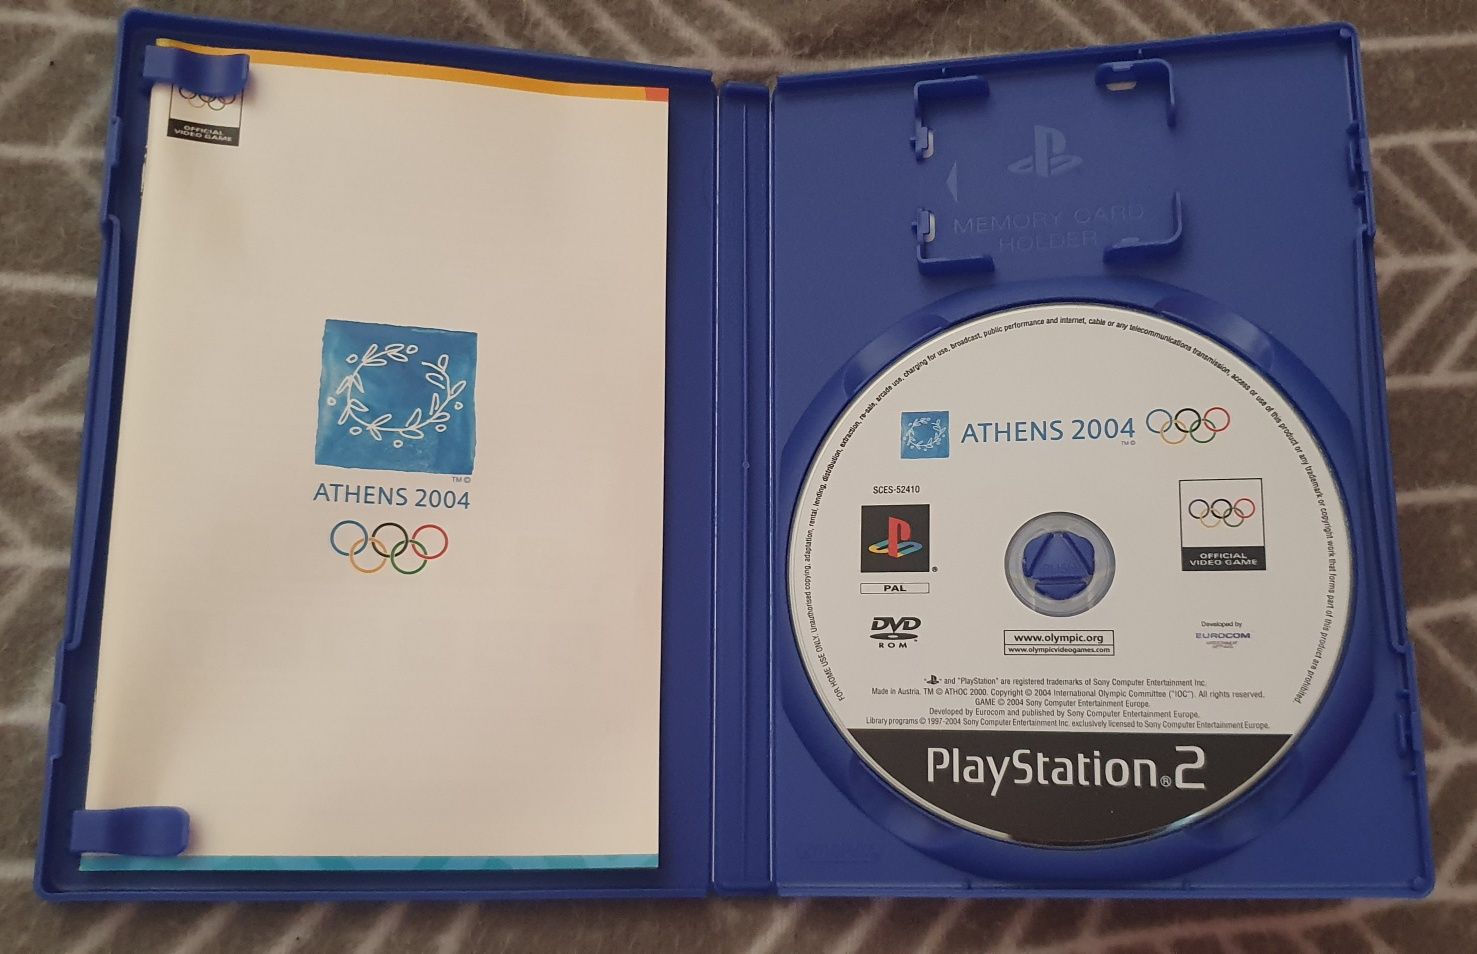 OFFICIAL
VIDEO GAME
TM ©
ATHENS 2004
MEMORY CARD
HOLDER
FOR HOME USE ONLY. Unauthorised copying, adaptation, rental, lending, distribution, extraction, re-sale, arcade use, charging for use, broadcast, public performance and internet, cable or any telecommunications transmission, access or use of this product or any trademark or copyright work that forms part of this product are prohibited.
ATHENS 2004
TM ©
SCES-52410
®
PAL
OFFICIAL
VIDEO GAME
DVD
ROM
PUSH
www.olympic.org
www.olympicvideogames.com
Developed by
EUROCOM
" " and "PlayStation" are registered trademarks of Sony Computer Entertainment Inc.
Made in Austria. TM © ATHOC 2000. Copyright © 2004 International Olympic Committee ("IOC"). All rights reserved.
GAME © 2004 Sony Computer Entertainment Europe.
Developed by Eurocom and published by Sony Computer Entertainment Europe.
Library programs © 1997-2004 Sony Computer Entertainment Inc. exclusively licensed to Sony Computer Entertainment Europe.
PlayStation®2